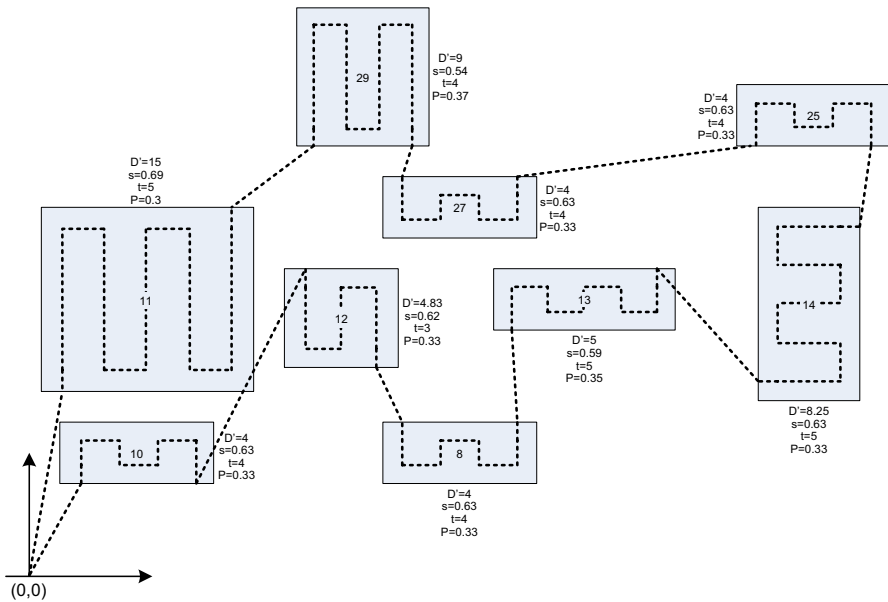 29
D'=9
s=0.54
t=4
P=0.37
D'=4
s=0.63
t=4
P=0.33
25
D'=15
s=0.69
t=5
P=0.3
27
D'=4
s=0.63
t=4
P=0.33
11
12
D'=4.83
s=0.62
t=3
P=0.33
13
D'=5
s=0.59
t=5
P=0.35
14
D'=8.25
s=0.63
t=5
P=0.33
10
D'=4
s=0.63
t=4
P=0.33
8
D'=4
s=0.63
t=4
P=0.33
(0,0)